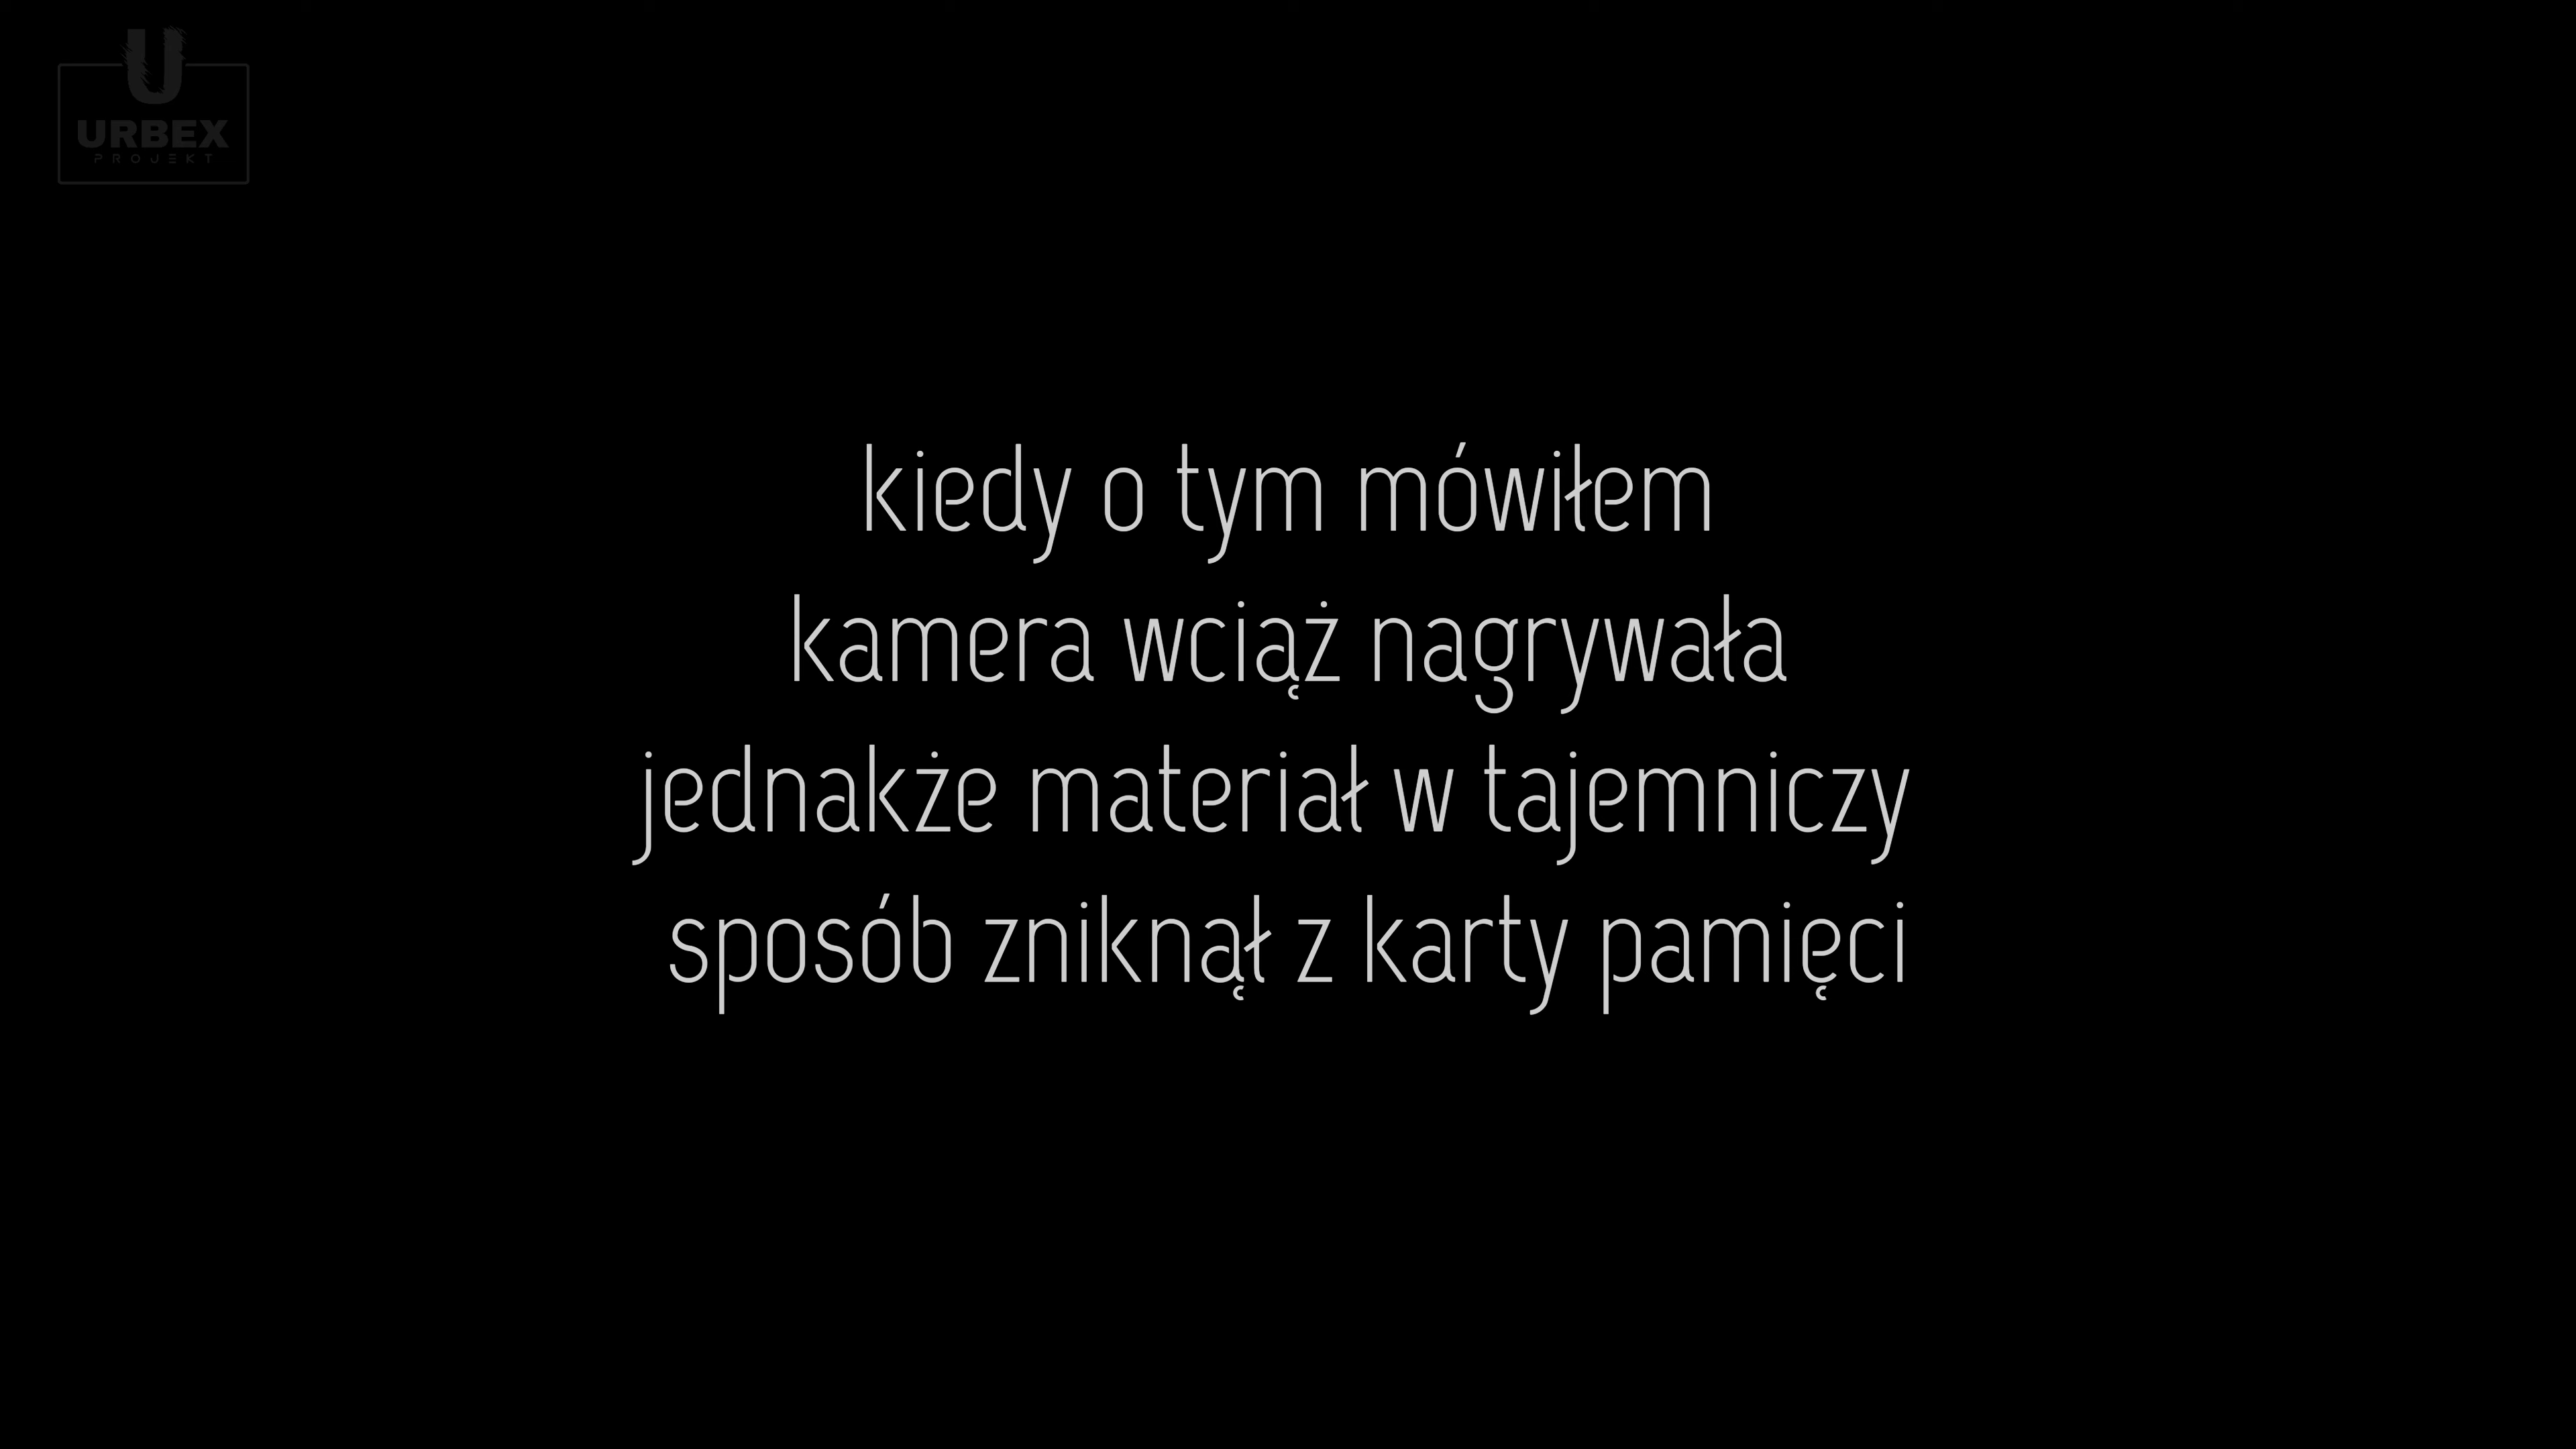 U
URBEX
PROJEKT
kiedy o tym mówiłem
kamera wciąż nagrywała
jednakże materiał w tajemniczy
sposób zniknął z karty pamięci